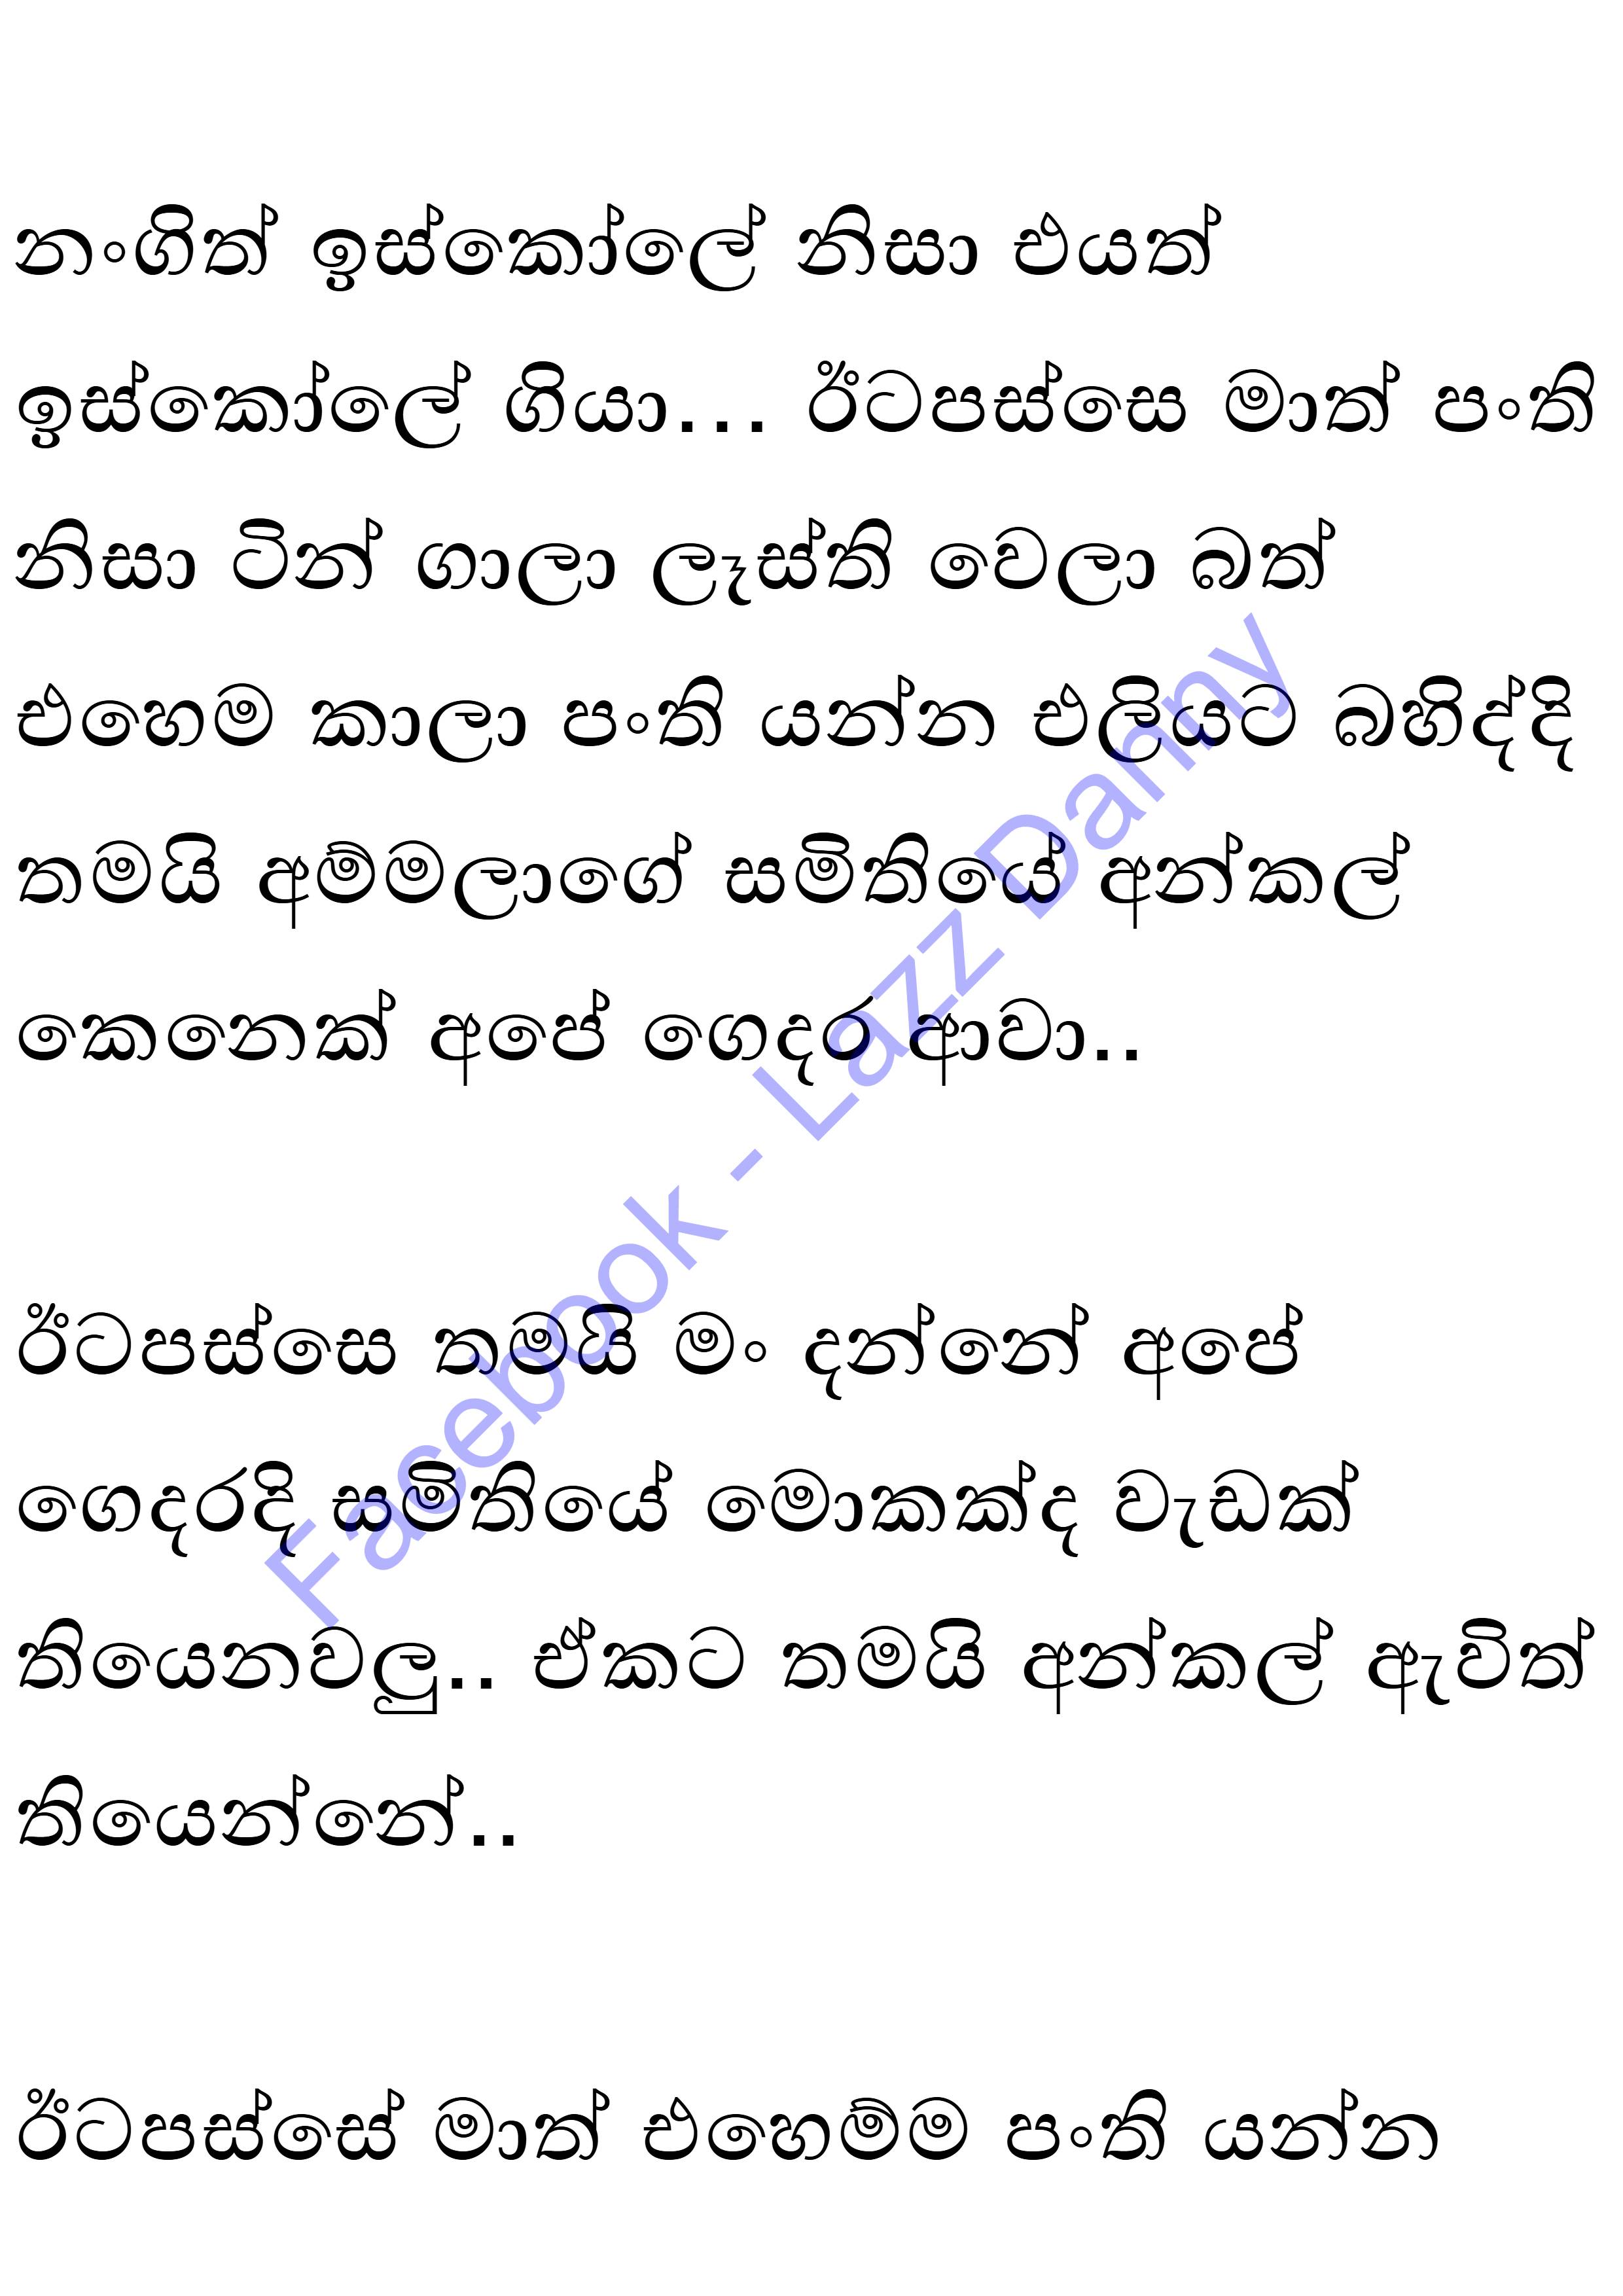 නංගිත් ඉස්කෝලේ නිසා එයත්
ඉස්කෝලේ ගියා... ඊටපස්සෙ මාත් පංති
නිසා ටින් ගාලා ලෑස්ති වෙලා බත්
එහෙම කාලා පංති යන්න එලියට බහිද්දි
තමයි අම්මලාගේ සමිතියේ අන්කල්
කෙනෙක් අපේ ගෙදර ආවා..
ඊටපස්සෙ තමයි මං දන්නේ අපේ
ගෙදරදි සමිතියේ මොකක්ද වැඩක්
තියෙනවලු.. ඒකට තමයි අන්කල් ඇවිත්
තියෙන්නේ..
ඊටපස්සේ මාත් එහෙම්ම පංති යන්න
Facebook - Lazz Danny